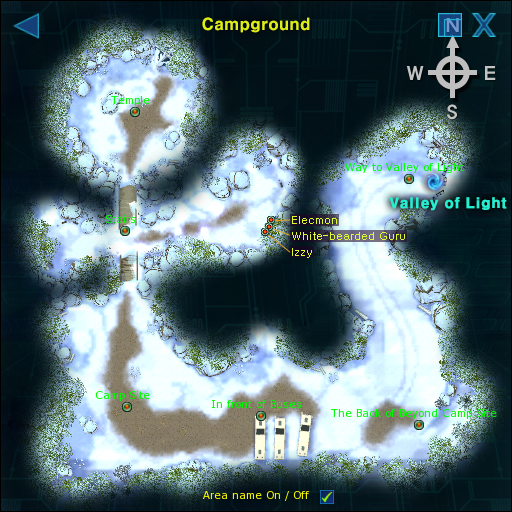 Campground
N
W E
S
Temple
Way to Valley of Light
Valley of Light
Elecmon
White-bearded Guru
Izzy
Camp Site
In front of Buses
The Back of Beyond Camp Site
Area name On / Off